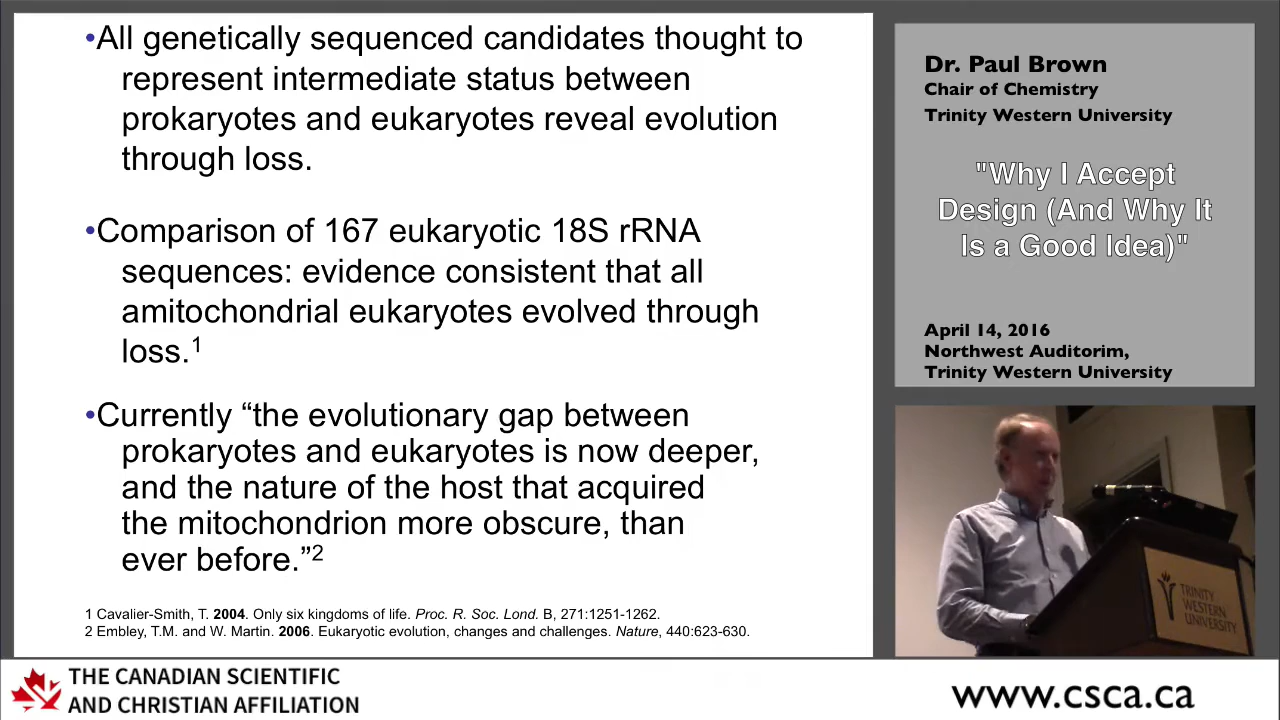 •All genetically sequenced candidates thought to
represent intermediate status between
prokaryotes and eukaryotes reveal evolution
through loss.
•Comparison of 167 eukaryotic 18S rRNA
sequences: evidence consistent that all
amitochondrial eukaryotes evolved through
loss.1
•Currently “the evolutionary gap between
prokaryotes and eukaryotes is now deeper,
and the nature of the host that acquired
the mitochondrion more obscure, than
ever before.”2
1 Cavalier-Smith, T. 2004. Only six kingdoms of life. Proc. R. Soc. Lond. B, 271:1251-1262.
2 Embley, T.M. and W. Martin. 2006. Eukaryotic evolution, changes and challenges. Nature, 440:623-630.
Dr. Paul Brown
Chair of Chemistry
Trinity Western University
"Why I Accept
Design (And Why It
Is a Good Idea)"
April 14, 2016
Northwest Auditorim,
Trinity Western University
TRINITY
WESTERN
UNIVERSITY
THE CANADIAN SCIENTIFIC
AND CHRISTIAN AFFILIATION
www.csca.ca